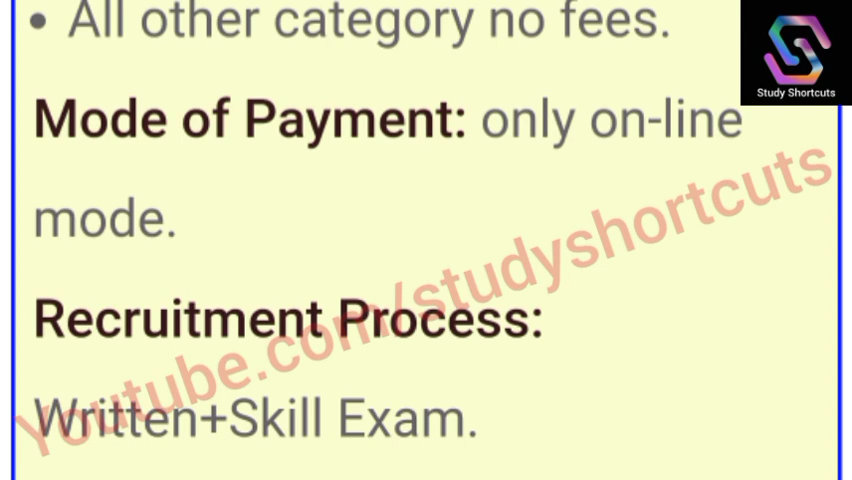 • All other category no fees.
Study Shortcuts
Mode of Payment: only on-line
mode.
Youtube.com/studyshortcuts
Recruitment Process:
Written+Skill Exam.